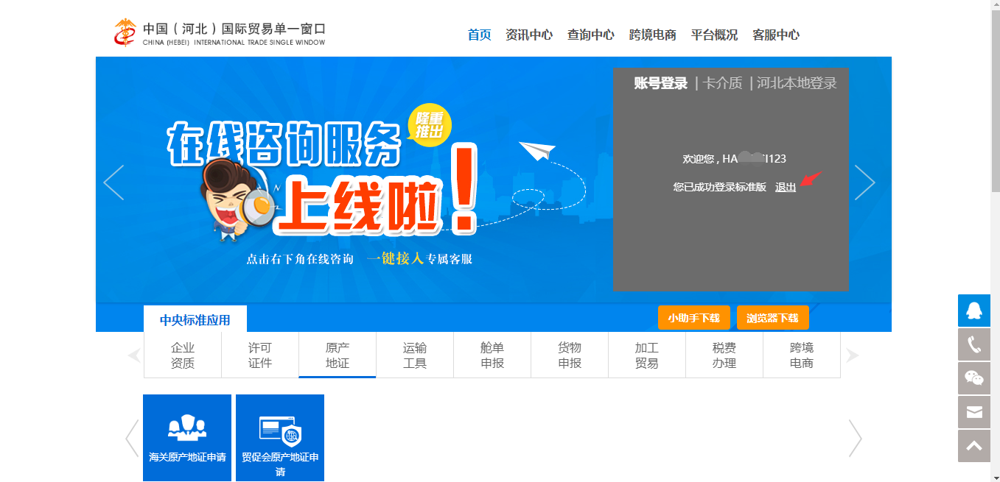 中国（河北）国际贸易单一窗口
CHINA (HEBEI) INTERNATIONAL TRADE SINGLE WINDOW
首页 资讯中心 查询中心 跨境电商 平台概况 客服中心
账号登录 | 卡介质 | 河北本地登录
隆重
推出
在线咨询服务
上线啦！
点击右下角在线咨询 一键接入专属客服
欢迎您 , HA
I123
您已成功登录标准版 退出
中央标准应用
小助手下载 浏览器下载
企业
资质
许可
证件
原产
地证
运输
工具
舱单
申报
货物
申报
加工
贸易
税费
办理
跨境
电商
海关原产地证申请
贸促会原产地证申
请